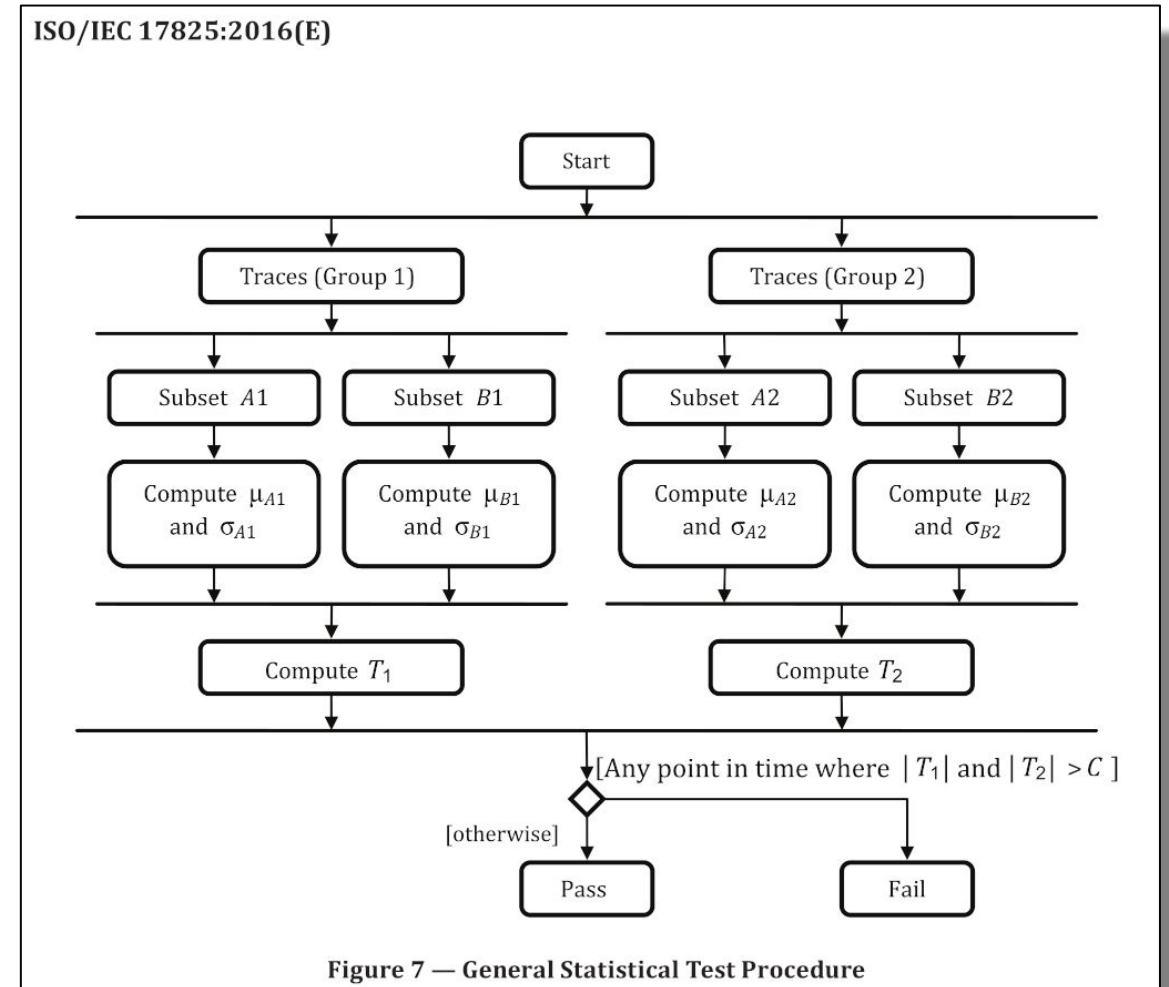 ISO/IEC 17825:2016(E)
Start
Traces (Group 1)
Traces (Group 2)
Subset A1
Subset B1
Subset A2
Subset B2
Compute μA1
and σA1
Compute μB1
and σB1
Compute μA2
and σA2
Compute μB2
and σB2
Compute T1
Compute T2
[Any point in time where |T1| and |T2| > C ]
[otherwise]
Pass
Fail
Figure 7 — General Statistical Test Procedure